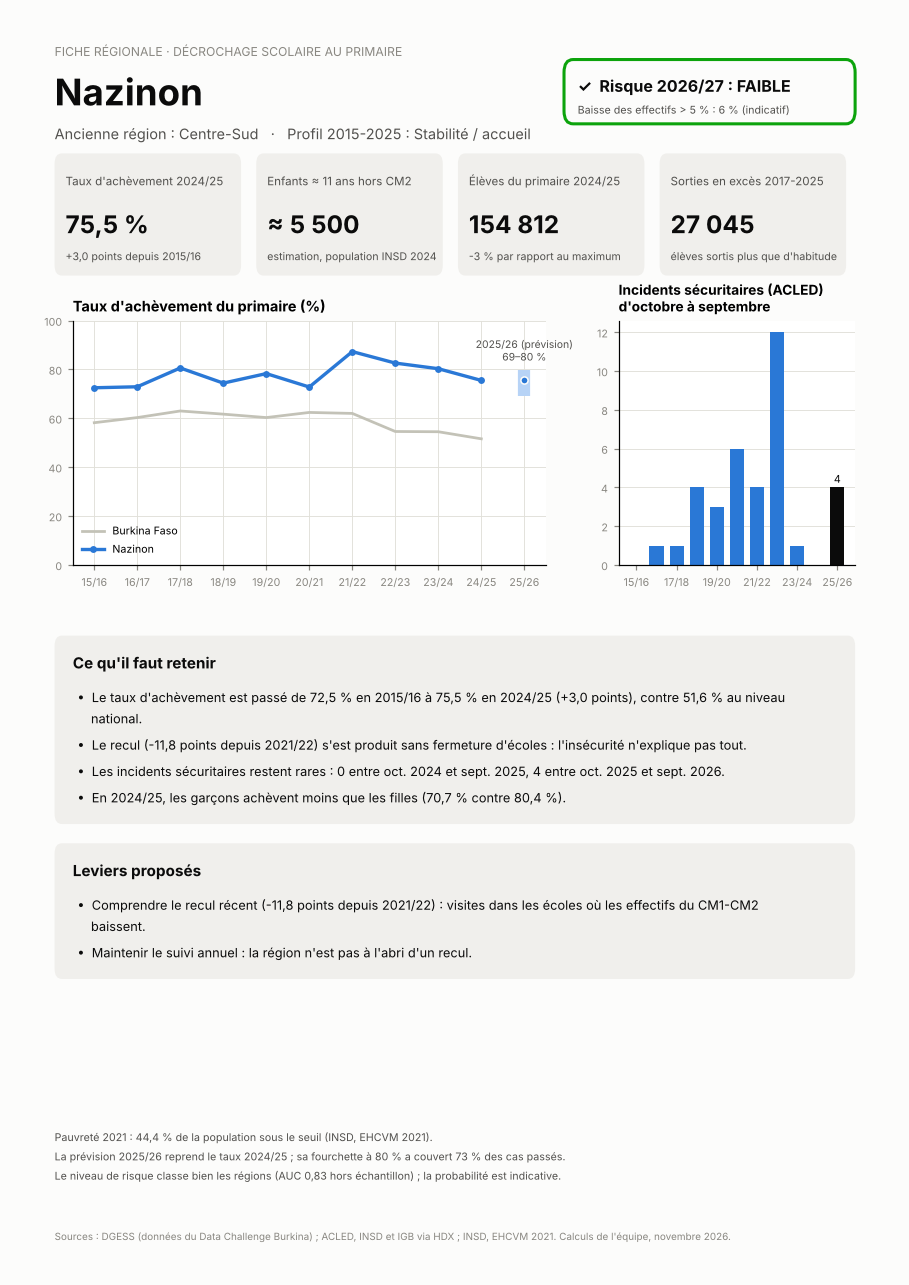 FICHE RÉGIONALE · DÉCROCHAGE SCOLAIRE AU PRIMAIRE
Nazinon
✓ Risque 2026/27 : FAIBLE
Baisse des effectifs > 5 % : 6 % (indicatif)
Ancienne région : Centre-Sud · Profil 2015-2025 : Stabilité / accueil
Taux d'achèvement 2024/25
75,5 %
+3,0 points depuis 2015/16
Enfants ≈ 11 ans hors CM2
≈ 5 500
estimation, population INSD 2024
Élèves du primaire 2024/25
154 812
-3 % par rapport au maximum
Sorties en excès 2017-2025
27 045
élèves sortis plus que d'habitude
Taux d'achèvement du primaire (%)
100
80
60
40
20
0
2025/26 (prévision)
69–80 %
Burkina Faso
Nazinon
15/16 16/17 17/18 18/19 19/20 20/21 21/22 22/23 23/24 24/25 25/26
Incidents sécuritaires (ACLED)
d'octobre à septembre
12
10
8
6
4
2
0
4
15/16 17/18 19/20 21/22 23/24 25/26
Ce qu'il faut retenir
• Le taux d'achèvement est passé de 72,5 % en 2015/16 à 75,5 % en 2024/25 (+3,0 points), contre 51,6 % au niveau
national.
• Le recul (-11,8 points depuis 2021/22) s'est produit sans fermeture d'écoles : l'insécurité n'explique pas tout.
• Les incidents sécuritaires restent rares : 0 entre oct. 2024 et sept. 2025, 4 entre oct. 2025 et sept. 2026.
• En 2024/25, les garçons achèvent moins que les filles (70,7 % contre 80,4 %).
Leviers proposés
• Comprendre le recul récent (-11,8 points depuis 2021/22) : visites dans les écoles où les effectifs du CM1-CM2
baissent.
• Maintenir le suivi annuel : la région n'est pas à l'abri d'un recul.
Pauvreté 2021 : 44,4 % de la population sous le seuil (INSD, EHCVM 2021).
La prévision 2025/26 reprend le taux 2024/25 ; sa fourchette à 80 % a couvert 73 % des cas passés.
Le niveau de risque classe bien les régions (AUC 0,83 hors échantillon) ; la probabilité est indicative.
Sources : DGESS (données du Data Challenge Burkina) ; ACLED, INSD et IGB via HDX ; INSD, EHCVM 2021. Calculs de l'équipe, novembre 2026.